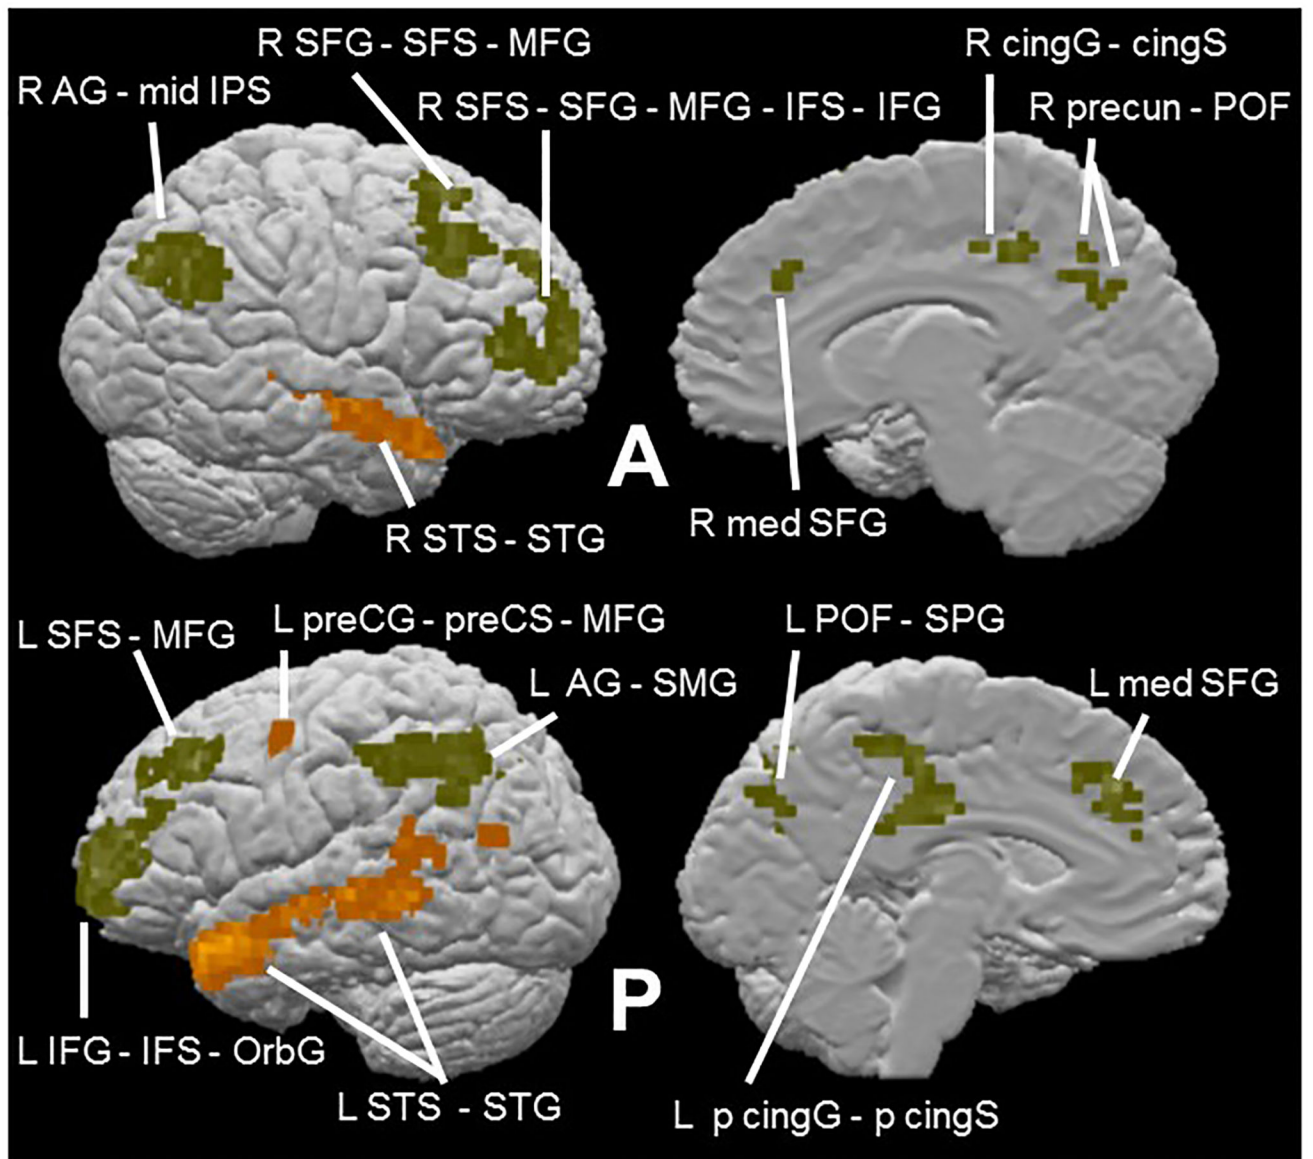 R SFG - SFS - MFG
R cingG - cingS
R AG - mid IPS
R SFS - SFG - MFG - IFS - IFG
R precun - POF
A
R med SFG
R STS - STG
L SFS - MFG
L preCG - preCS - MFG
L POF - SPG
L AG - SMG
L med SFG
P
L IFG - IFS - OrbG
L STS - STG
L p cingG - p cingS